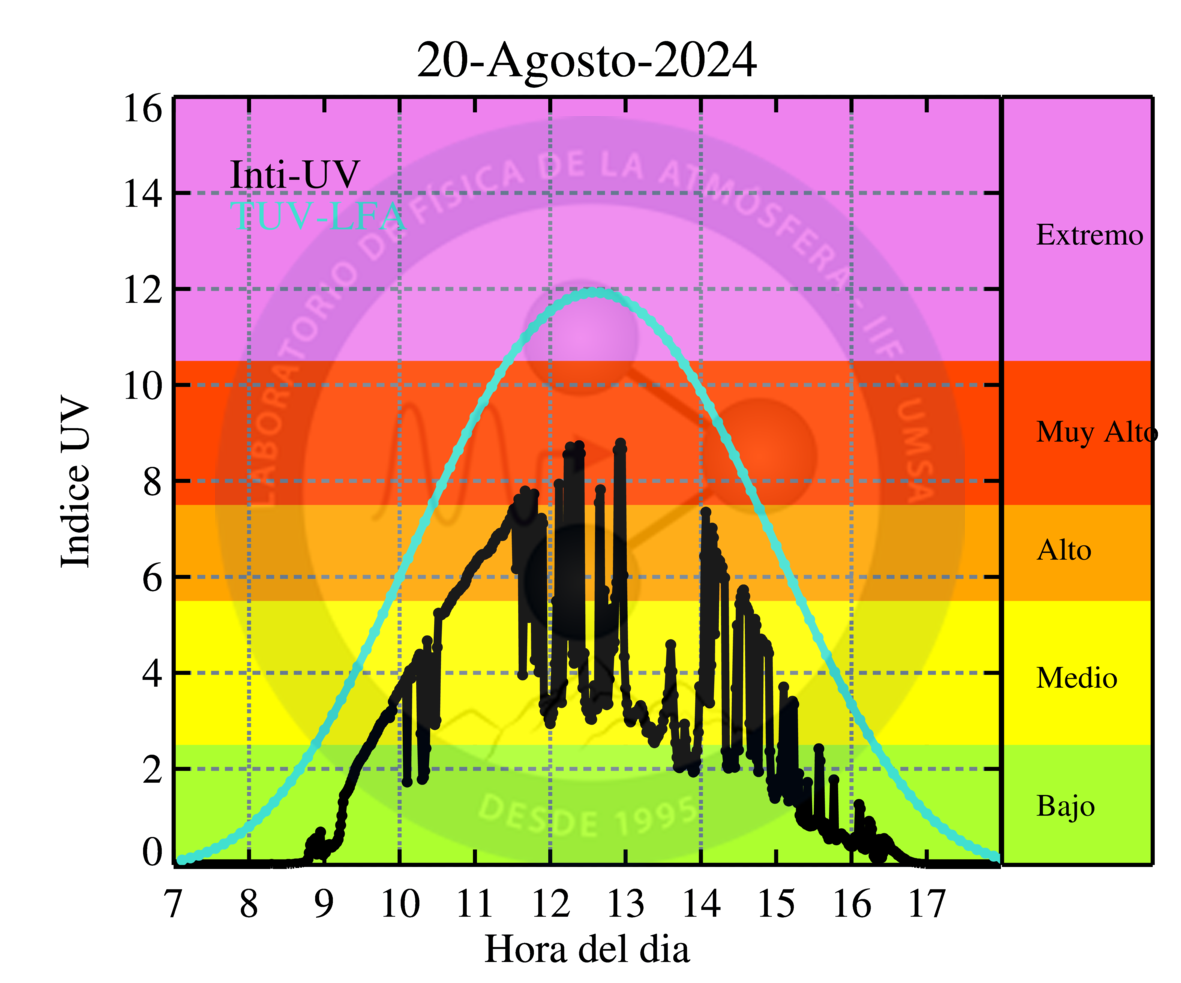 20-Agosto-2024
16
14
12
10
8
6
4
2
0
Indice UV
Inti-UV
TUV-LFA
LABORATORIO DE FÍSICA DE LA ATMÓSFERA - IIF - UMSA
DESDE 1995
Extremo
Muy Alto
Alto
Medio
Bajo
7 8 9 10 11 12 13 14 15 16 17
Hora del dia